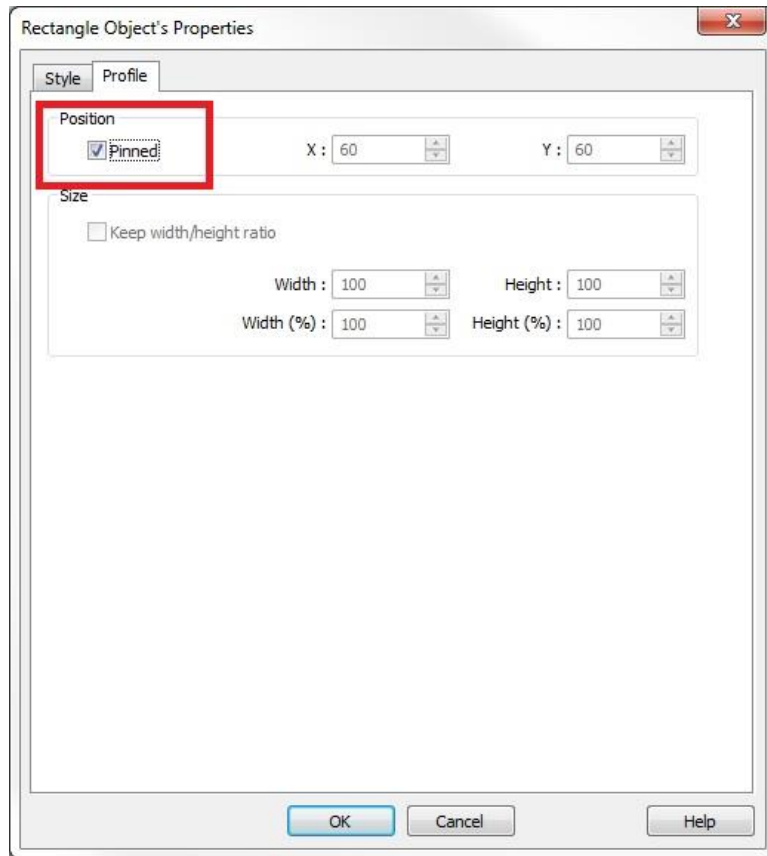 Rectangle Object's Properties
Style Profile
Position
Pinned X : 60 Y : 60
Size
Keep width/height ratio
Width : 100 Height : 100
Width (%) : 100 Height (%) : 100
OK Cancel Help